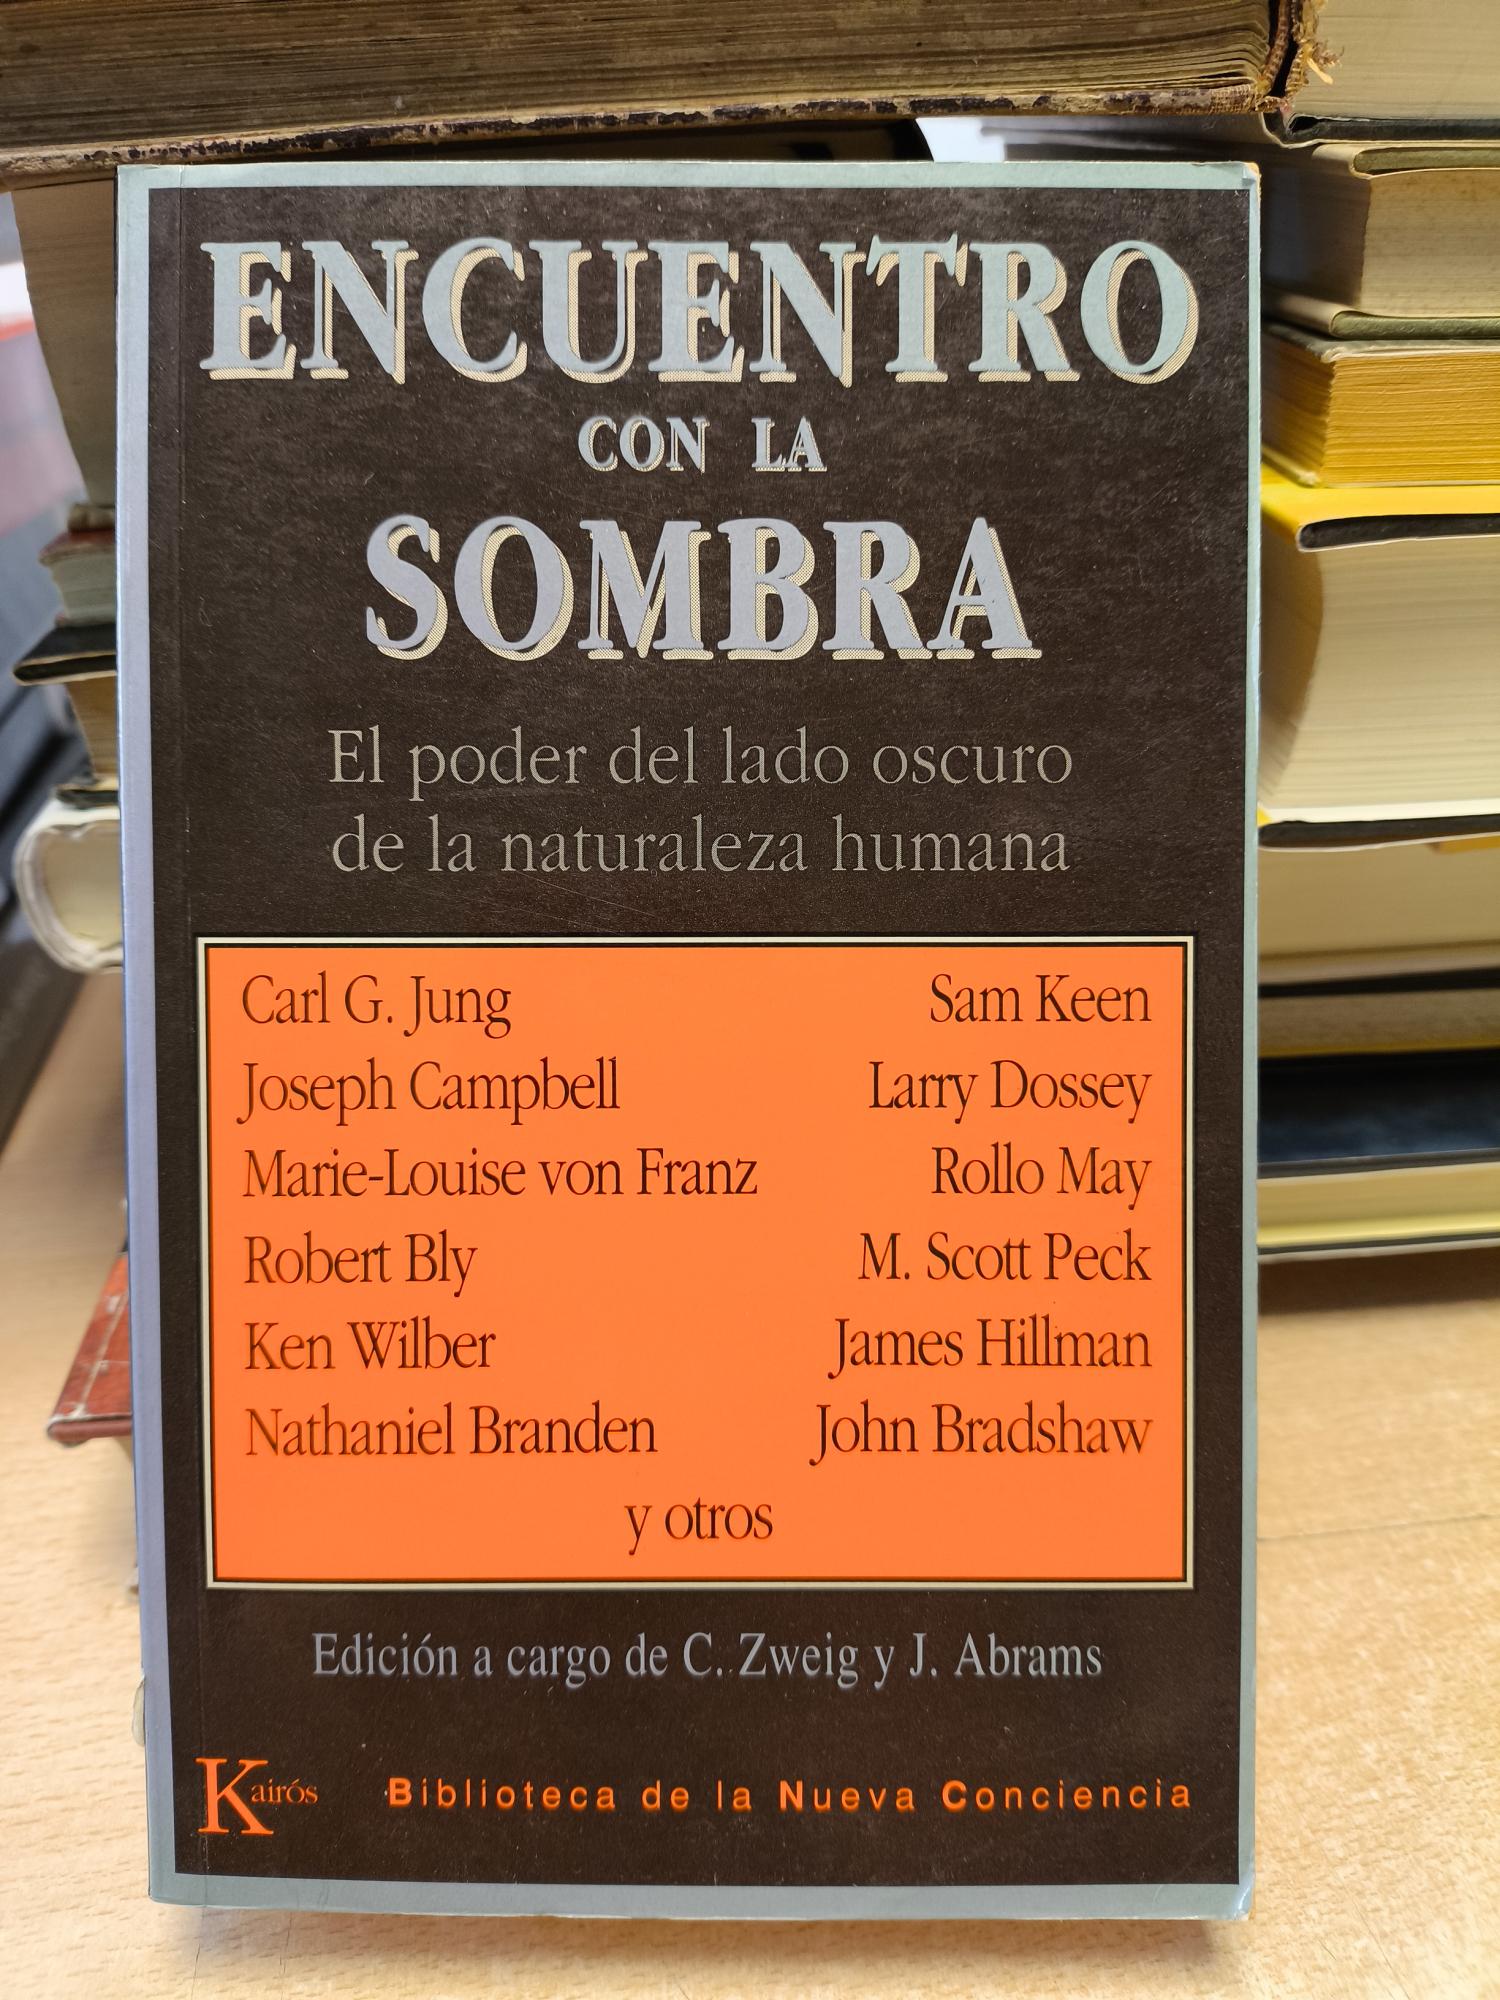 ENCUENTRO
CON LA
SOMBRA
El poder del lado oscuro
de la naturaleza humana
Carl G. Jung
Joseph Campbell
Marie-Louise von Franz
Robert Bly
Ken Wilber
Nathaniel Branden
Sam Keen
Larry Dossey
Rollo May
M. Scott Peck
James Hillman
John Bradshaw
y otros
Edición a cargo de C. Zweig y J. Abrams
Kairós
Biblioteca de la Nueva Conciencia